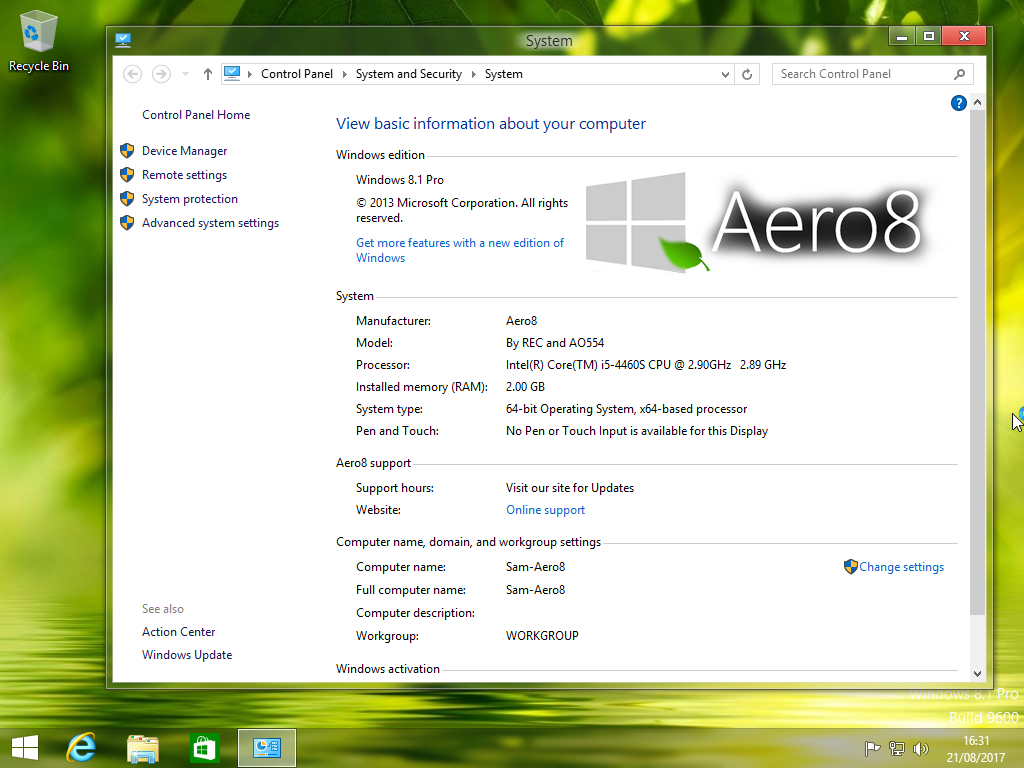 Recycle Bin
System
Control Panel
System and Security
System
Search Control Panel
?
Control Panel Home
Device Manager
Remote settings
System protection
Advanced system settings
See also
Action Center
Windows Update
View basic information about your computer
Windows edition
Windows 8.1 Pro
© 2013 Microsoft Corporation. All rights
reserved.
Get more features with a new edition of
Windows
Aero8
System
Manufacturer: Aero8
Model: By REC and AO554
Processor: Intel(R) Core(TM) i5-4460S CPU @ 2.90GHz 2.89 GHz
Installed memory (RAM): 2.00 GB
System type: 64-bit Operating System, x64-based processor
Pen and Touch: No Pen or Touch Input is available for this Display
Aero8 support
Support hours: Visit our site for Updates
Website: Online support
Computer name, domain, and workgroup settings
Computer name: Sam-Aero8
Change settings
Full computer name: Sam-Aero8
Computer description:
Workgroup: WORKGROUP
Windows activation
Windows 8.1 Pro
Build 9600
16:31
21/08/2017